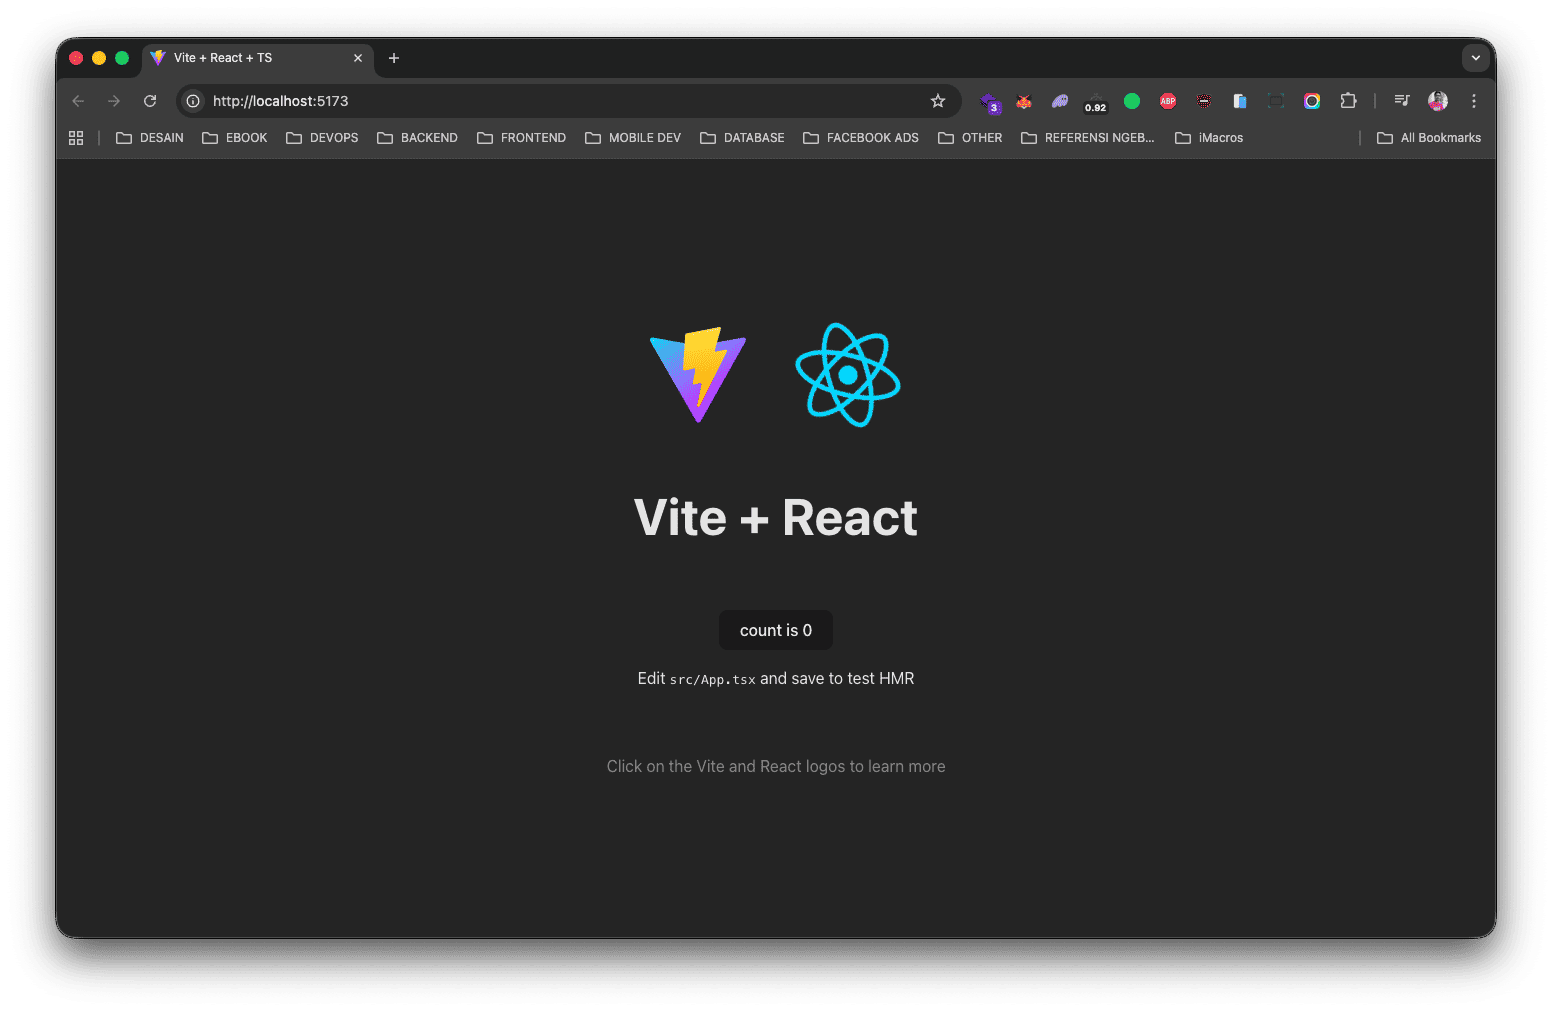 Vite + React + TS
http://localhost:5173
3
0.92
ABP
DESAIN
EBOOK
DEVOPS
BACKEND
FRONTEND
MOBILE DEV
DATABASE
FACEBOOK ADS
OTHER
REFERENSI NGEB...
iMacros
All Bookmarks
Vite + React
count is 0
Edit src/App.tsx and save to test HMR
Click on the Vite and React logos to learn more